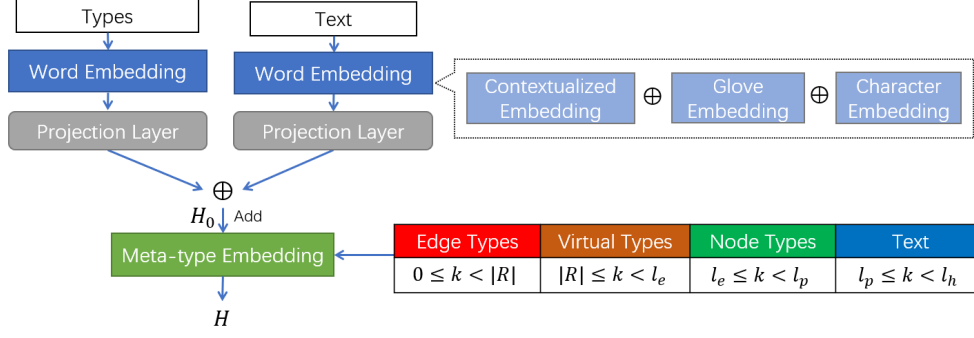 Types
Text
Word Embedding
Word Embedding
Contextualized
Embedding
⊕
Glove
Embedding
⊕
Character
Embedding
Projection Layer
Projection Layer
⊕
H₀ Add
Meta-type Embedding
Edge Types
Virtual Types
Node Types
Text
0 ≤ k < |R|
|R| ≤ k < lₑ
lₑ ≤ k < lₚ
lₚ ≤ k < lₕ
H